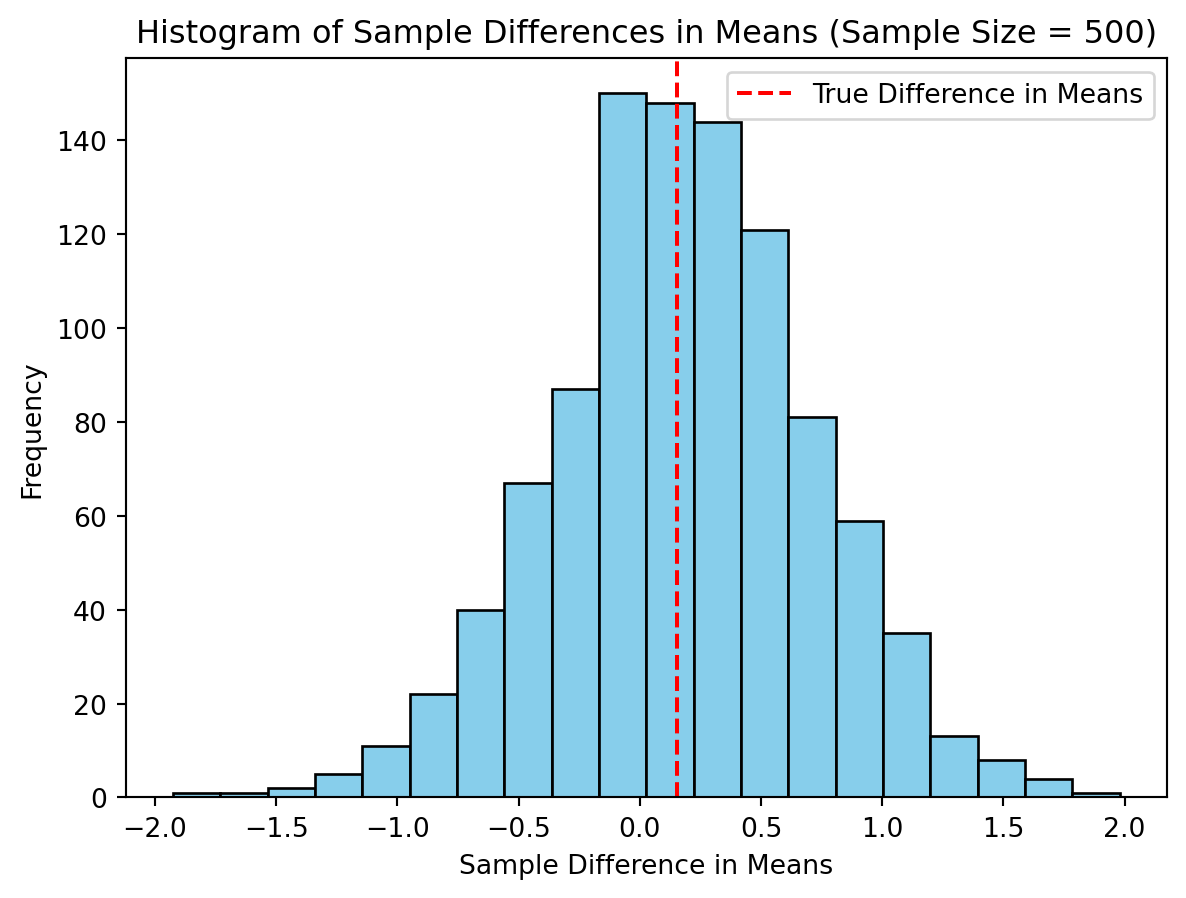 Histogram of Sample Differences in Means (Sample Size = 500)
True Difference in Means
140
120
100
80
60
40
20
0
Frequency
−2.0 −1.5 −1.0 −0.5 0.0 0.5 1.0 1.5 2.0
Sample Difference in Means